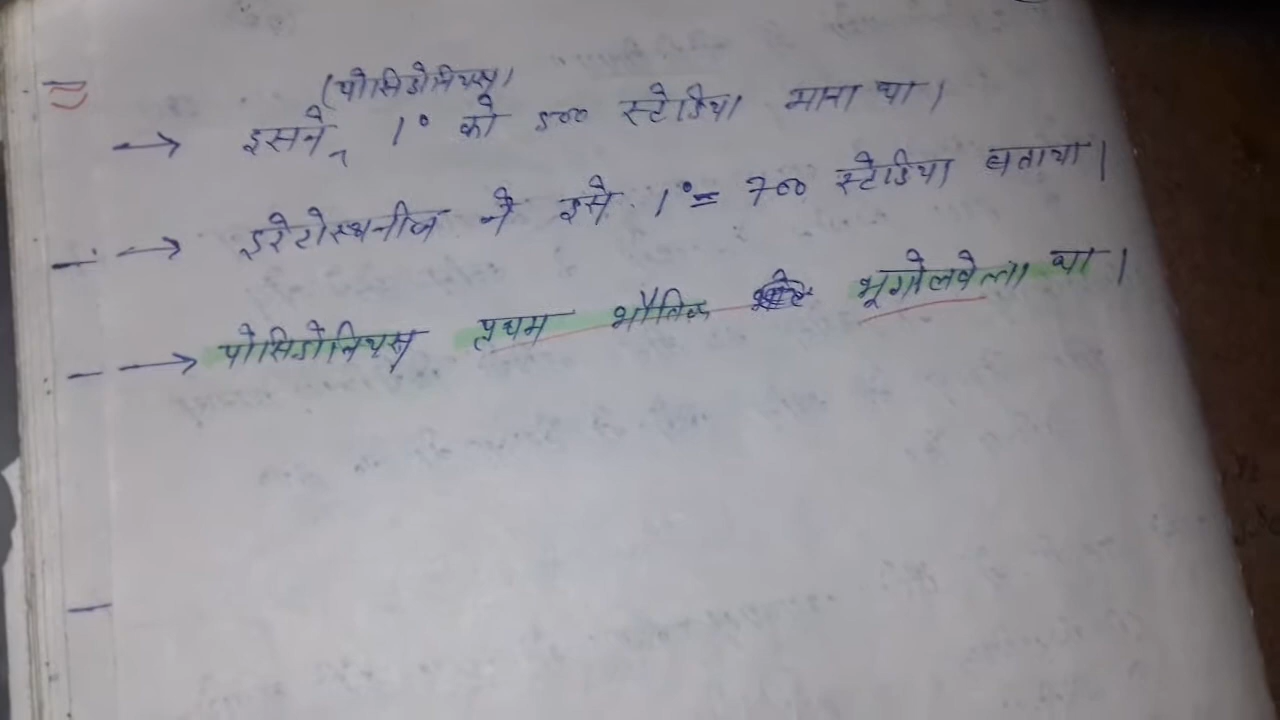 (पोसिडोनियस)
→ इसने, 1° को 500 स्टेडिया माना था।
→ इरेटोस्थनीज ने इसे 1° = 700 स्टेडिया बताया।
→ पोसिडोनियस प्रथम भौतिक भूगोलवेत्ता था।